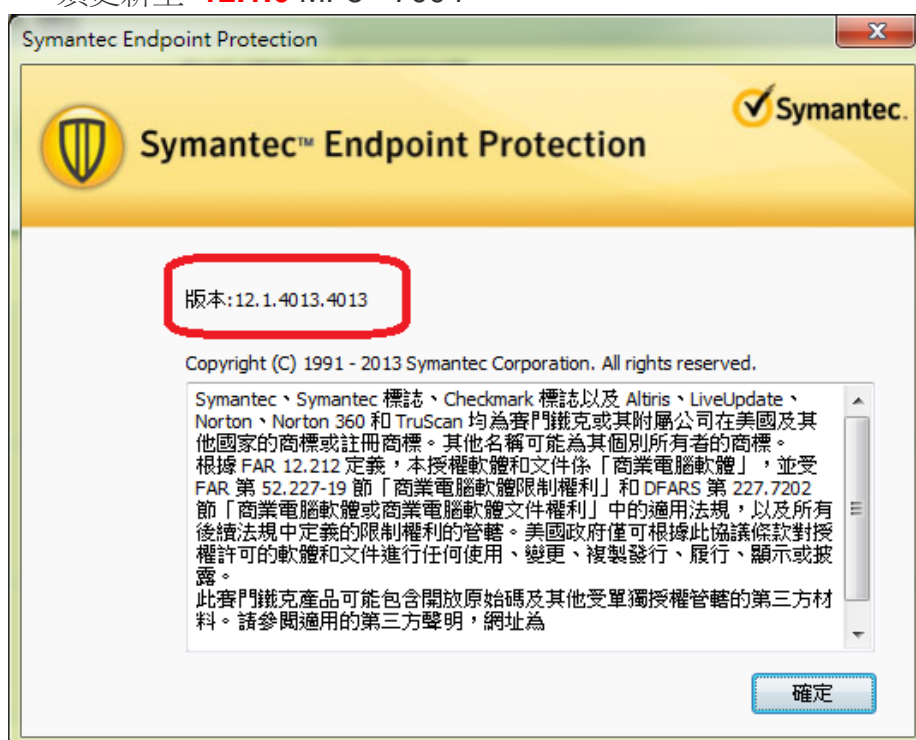 Symantec Endpoint Protection
Symantec.
Symantec™ Endpoint Protection
版本:12.1.4013.4013
Copyright (C) 1991 - 2013 Symantec Corporation. All rights reserved.
Symantec、Symantec 標誌、Checkmark 標誌以及 Altiris、LiveUpdate、
Norton、Norton 360 和 TruScan 均為賽門鐵克或其附屬公司在美國及其
他國家的商標或註冊商標。其他名稱可能為其個別所有者的商標。
根據 FAR 12.212 定義，本授權軟體和文件係「商業電腦軟體」，並受
FAR 第 52.227-19 節「商業電腦軟體限制權利」和 DFARS 第 227.7202
節「商業電腦軟體或商業電腦軟體文件權利」中的適用法規，以及所有
後續法規中定義的限制權利的管轄。美國政府僅可根據此協議條款對授
權許可的軟體和文件進行任何使用、變更、複製發行、履行、顯示或披
露。
此賽門鐵克產品可能包含開放原始碼及其他受單獨授權管轄的第三方材
料。請參閱適用的第三方聲明，網址為
確定